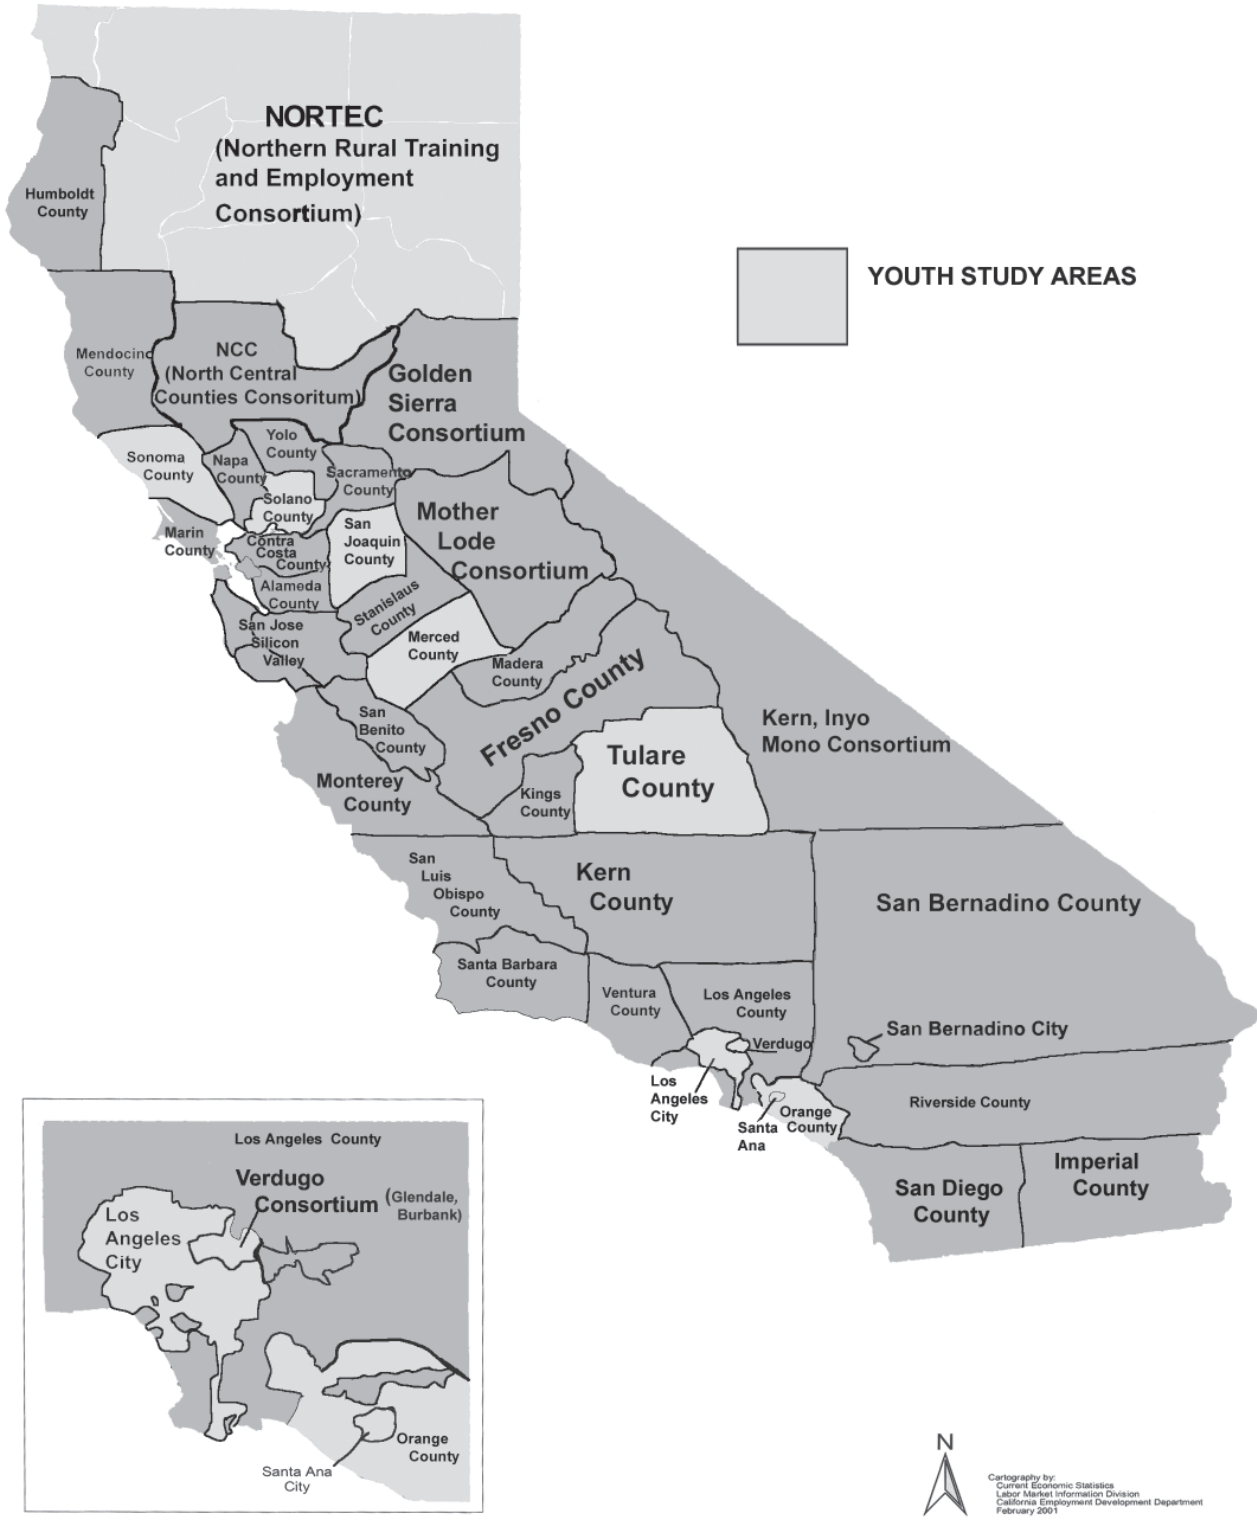 NORTEC
(Northern Rural Training
and Employment
Consortium)
Humboldt
County
YOUTH STUDY AREAS
Mendocino
County
NCC
(North Central
Counties Consoritum)
Golden
Sierra
Consortium
Sonoma
County
Napa
County
Yolo
County
Sacramento
County
Solano
County
Marin
County
Contra
Costa
County
San
Joaquin
County
Mother
Lode
Consortium
Alameda
County
Stanislaus
County
San Jose
Silicon
Valley
Merced
County
Madera
County
Fresno County
San
Benito
County
Kern, Inyo
Mono Consortium
Tulare
County
Monterey
County
Kings
County
San
Luis
Obispo
County
Kern
County
San Bernadino County
Santa Barbara
County
Ventura
County
Los Angeles
County
San Bernadino City
Verdugo
Los
Angeles
City
Santa
Ana
Orange
County
Riverside County
San Diego
County
Imperial
County
Los Angeles County
Verdugo
Consortium
(Glendale,
Burbank)
Los
Angeles
City
Orange
County
Santa Ana
City
N
Cartography by:
Current Economic Statistics
Labor Market Information Division
California Employment Development Department
February 2001